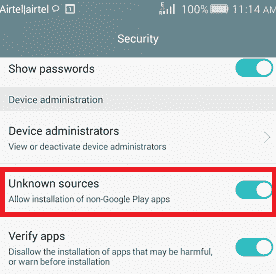 Airtel|airtel 1 E 100% 11:14 AM
Security
Show passwords
Device administration
Device administrators
View or deactivate device administrators
Unknown sources
Allow installation of non-Google Play apps
Verify apps
Disallow the installation of apps that may be harmful,
or warn before installation